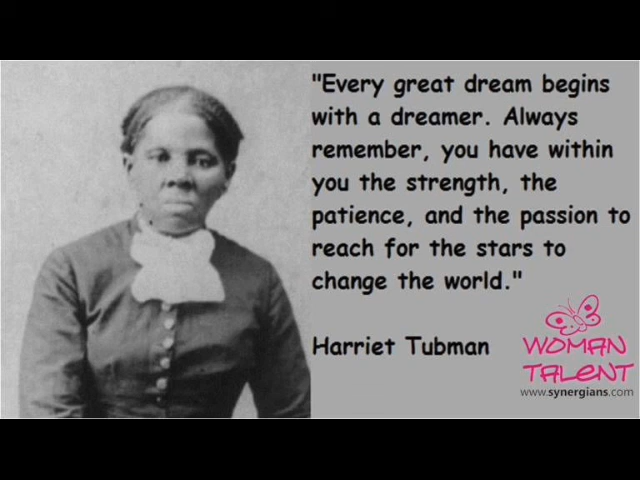 "Every great dream begins
with a dreamer. Always
remember, you have within
you the strength, the
patience, and the passion to
reach for the stars to
change the world."
Harriet Tubman
WOMAN
TALENT
www.synergians.com